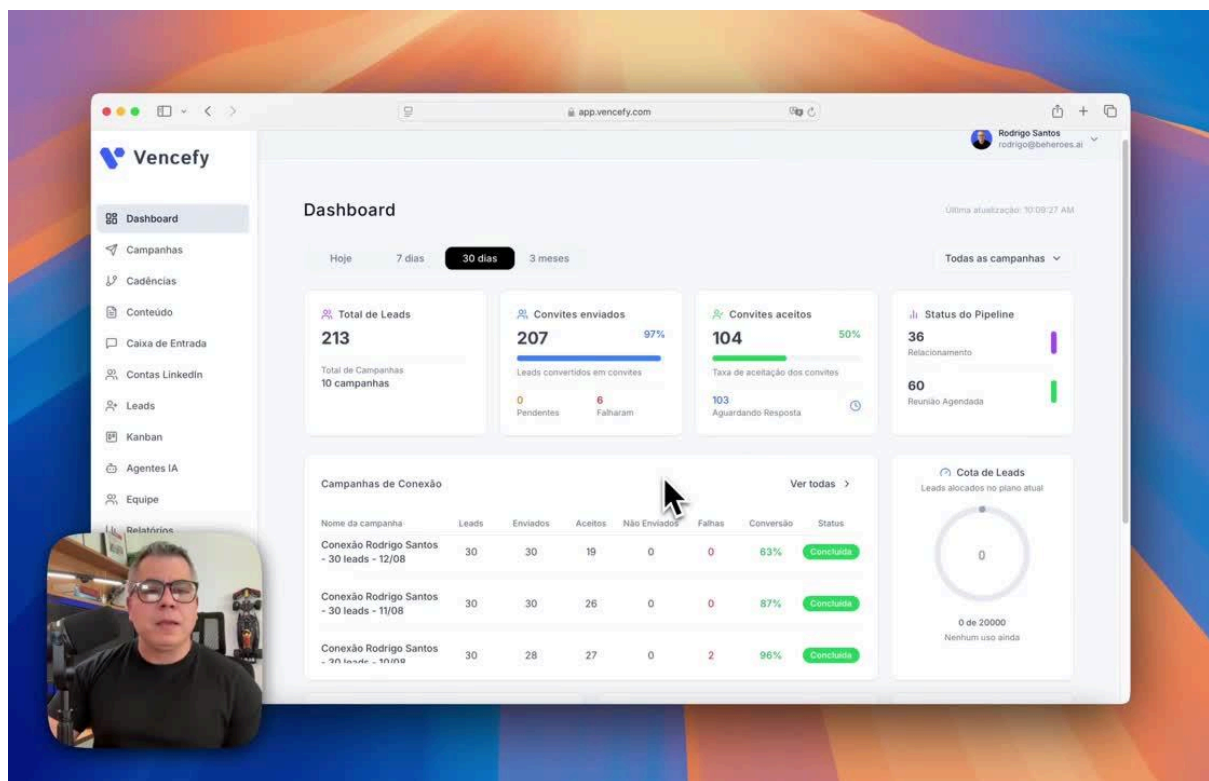 app.vencefy.com
Rodrigo Santos
rodrigo@beheroes.ai
Vencefy
Dashboard
Campanhas
Cadências
Conteúdo
Caixa de Entrada
Contas LinkedIn
Leads
Kanban
Agentes IA
Equipe
Relatórios
Dashboard
Última atualização: 10:09:27 AM
Hoje
7 dias
30 dias
3 meses
Todas as campanhas
Total de Leads
213
Total de Campanhas
10 campanhas
Convites enviados
207 97%
Leads convertidos em convites
0 6
Pendentes Falharam
Convites aceitos
104 50%
Taxa de aceitação dos convites
103
Aguardando Resposta
Status do Pipeline
36
Relacionamento
60
Reunião Agendada
Campanhas de Conexão
Ver todas
Nome da campanha Leads Enviados Aceitos Não Enviados Falhas Conversão Status
Conexão Rodrigo Santos
- 30 leads - 12/08 30 30 19 0 0 63% Concluída
Conexão Rodrigo Santos
- 30 leads - 11/08 30 30 26 0 0 87% Concluída
Conexão Rodrigo Santos
- 30 leads - 10/08 30 28 27 0 2 96% Concluída
Cota de Leads
Leads alocados no plano atual
0
0 de 20000
Nenhum uso ainda